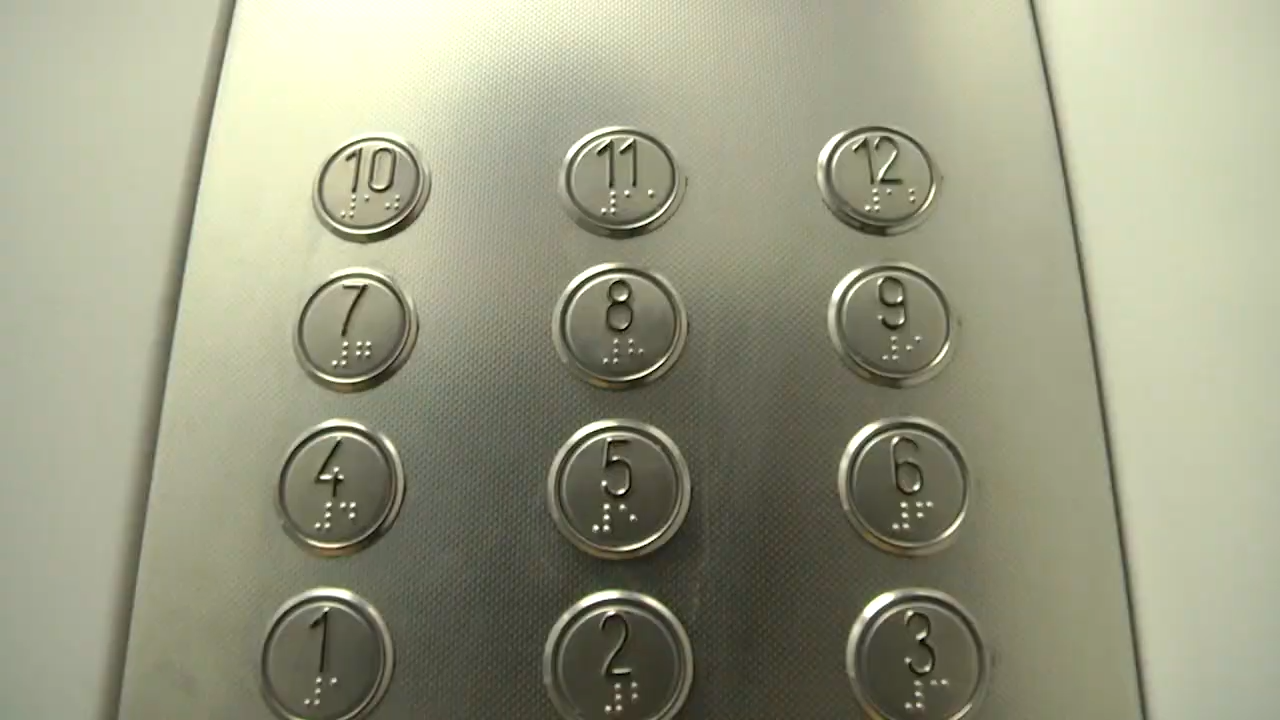 10 11 12
⠼⠁⠚ ⠼⠁⠁ ⠼⠁⠃
7 8 9
⠼⠛ ⠼⠓ ⠼⠊
4 5 6
⠼⠙ ⠼⠑ ⠼⠋
1 2 3
⠼⠁ ⠼⠃ ⠼⠉